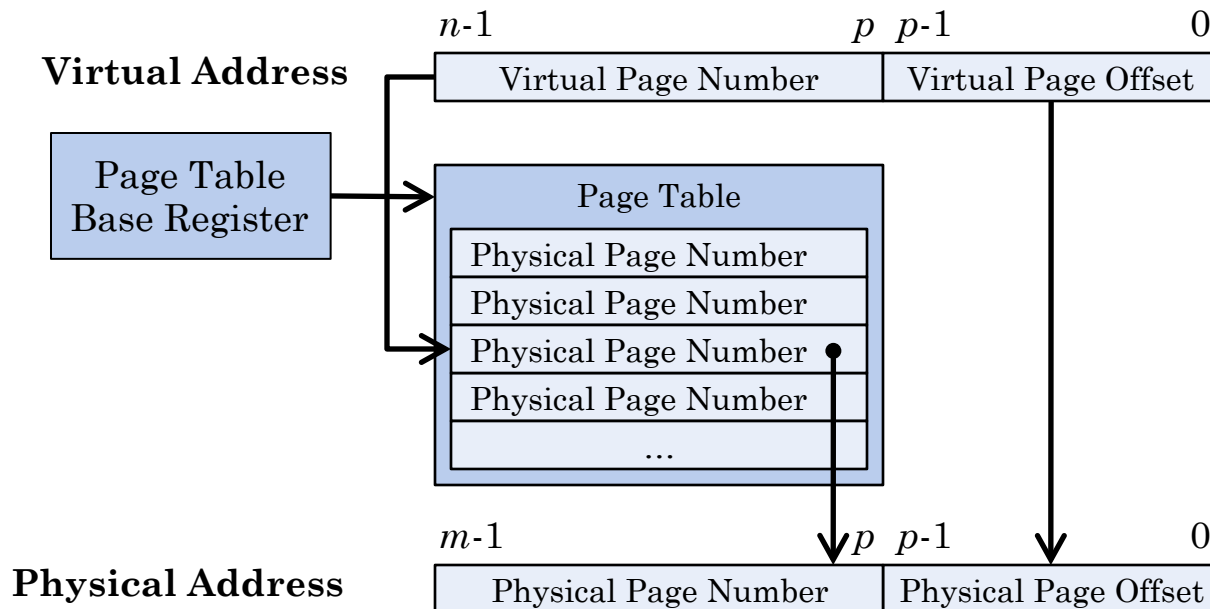 n-1 p p-1 0
Virtual Address Virtual Page Number Virtual Page Offset
Page Table
Base Register
Page Table
Physical Page Number
Physical Page Number
Physical Page Number
Physical Page Number
...
m-1 p p-1 0
Physical Address Physical Page Number Physical Page Offset